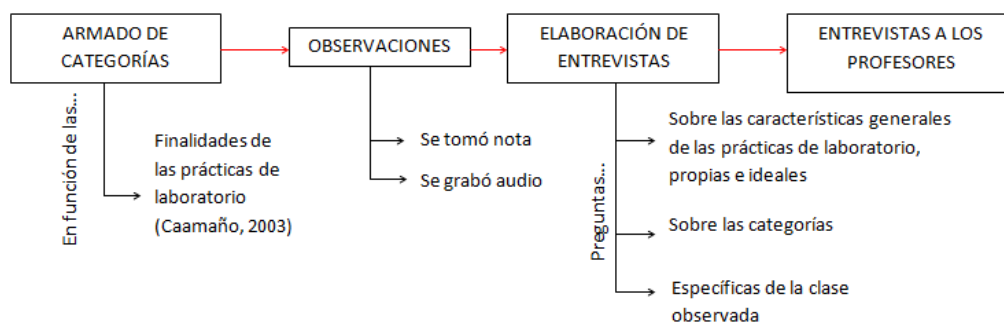 ARMADO DE
CATEGORÍAS
OBSERVACIONES
ELABORACIÓN DE
ENTREVISTAS
ENTREVISTAS A LOS
PROFESORES
En función de las...
Finalidades de
las prácticas de
laboratorio
(Caamaño, 2003)
Se tomó nota
Se grabó audio
Preguntas...
Sobre las características generales
de las prácticas de laboratorio,
propias e ideales
Sobre las categorías
Específicas de la clase
observada